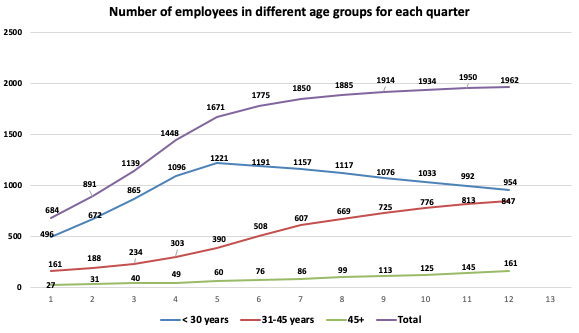 Number of employees in different age groups for each quarter
2500
2000
1500
1000
500
0
684 891 1139 1448 1671 1775 1850 1885 1914 1934 1950 1962
496 672 865 1096 1221 1191 1157 1117 1076 1033 992 954
161 188 234 303 390 508 607 669 725 776 813 847
27 31 40 49 60 76 86 99 113 125 145 161
1 2 3 4 5 6 7 8 9 10 11 12 13
< 30 years 31-45 years 45+ Total